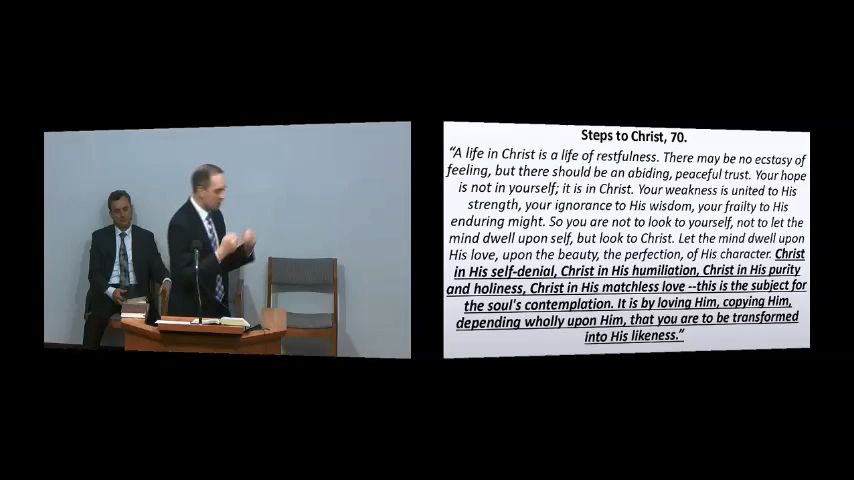 Steps to Christ, 70.
“A life in Christ is a life of restfulness. There may be no ecstasy of
feeling, but there should be an abiding, peaceful trust. Your hope
is not in yourself; it is in Christ. Your weakness is united to His
strength, your ignorance to His wisdom, your frailty to His
enduring might. So you are not to look to yourself, not to let the
mind dwell upon self, but look to Christ. Let the mind dwell upon
His love, upon the beauty, the perfection, of His character. Christ
in His self-denial, Christ in His humiliation, Christ in His purity
and holiness, Christ in His matchless love --this is the subject for
the soul's contemplation. It is by loving Him, copying Him,
depending wholly upon Him, that you are to be transformed
into His likeness.”